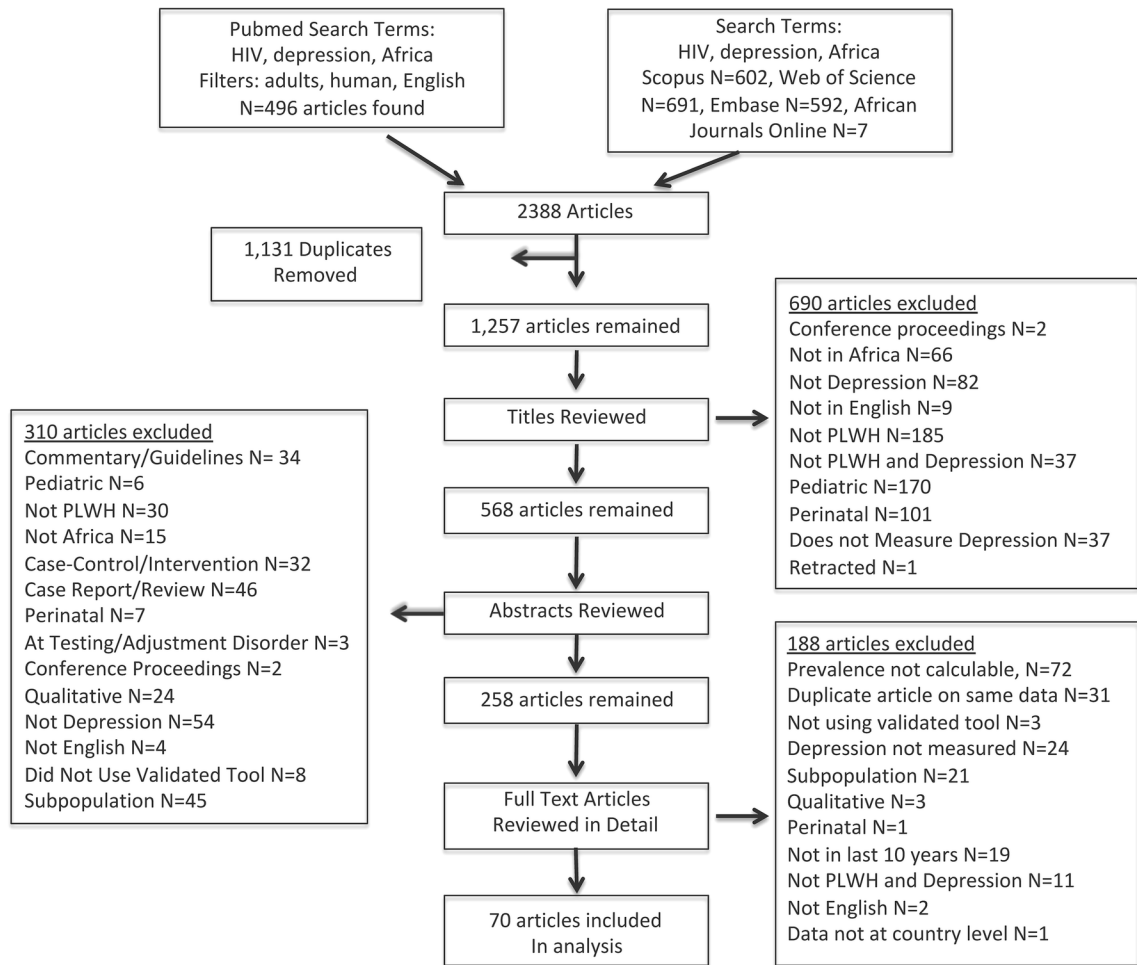 Pubmed Search Terms:
HIV, depression, Africa
Filters: adults, human, English
N=496 articles found
Search Terms:
HIV, depression, Africa
Scopus N=602, Web of Science
N=691, Embase N=592, African
Journals Online N=7
2388 Articles
1,131 Duplicates
Removed
1,257 articles remained
690 articles excluded
Conference proceedings N=2
Not in Africa N=66
Not Depression N=82
Not in English N=9
Not PLWH N=185
Not PLWH and Depression N=37
Pediatric N=170
Perinatal N=101
Does not Measure Depression N=37
Retracted N=1
Titles Reviewed
568 articles remained
310 articles excluded
Commentary/Guidelines N= 34
Pediatric N=6
Not PLWH N=30
Not Africa N=15
Case-Control/Intervention N=32
Case Report/Review N=46
Perinatal N=7
At Testing/Adjustment Disorder N=3
Conference Proceedings N=2
Qualitative N=24
Not Depression N=54
Not English N=4
Did Not Use Validated Tool N=8
Subpopulation N=45
Abstracts Reviewed
258 articles remained
188 articles excluded
Prevalence not calculable, N=72
Duplicate article on same data N=31
Not using validated tool N=3
Depression not measured N=24
Subpopulation N=21
Qualitative N=3
Perinatal N=1
Not in last 10 years N=19
Not PLWH and Depression N=11
Not English N=2
Data not at country level N=1
Full Text Articles
Reviewed in Detail
70 articles included
In analysis